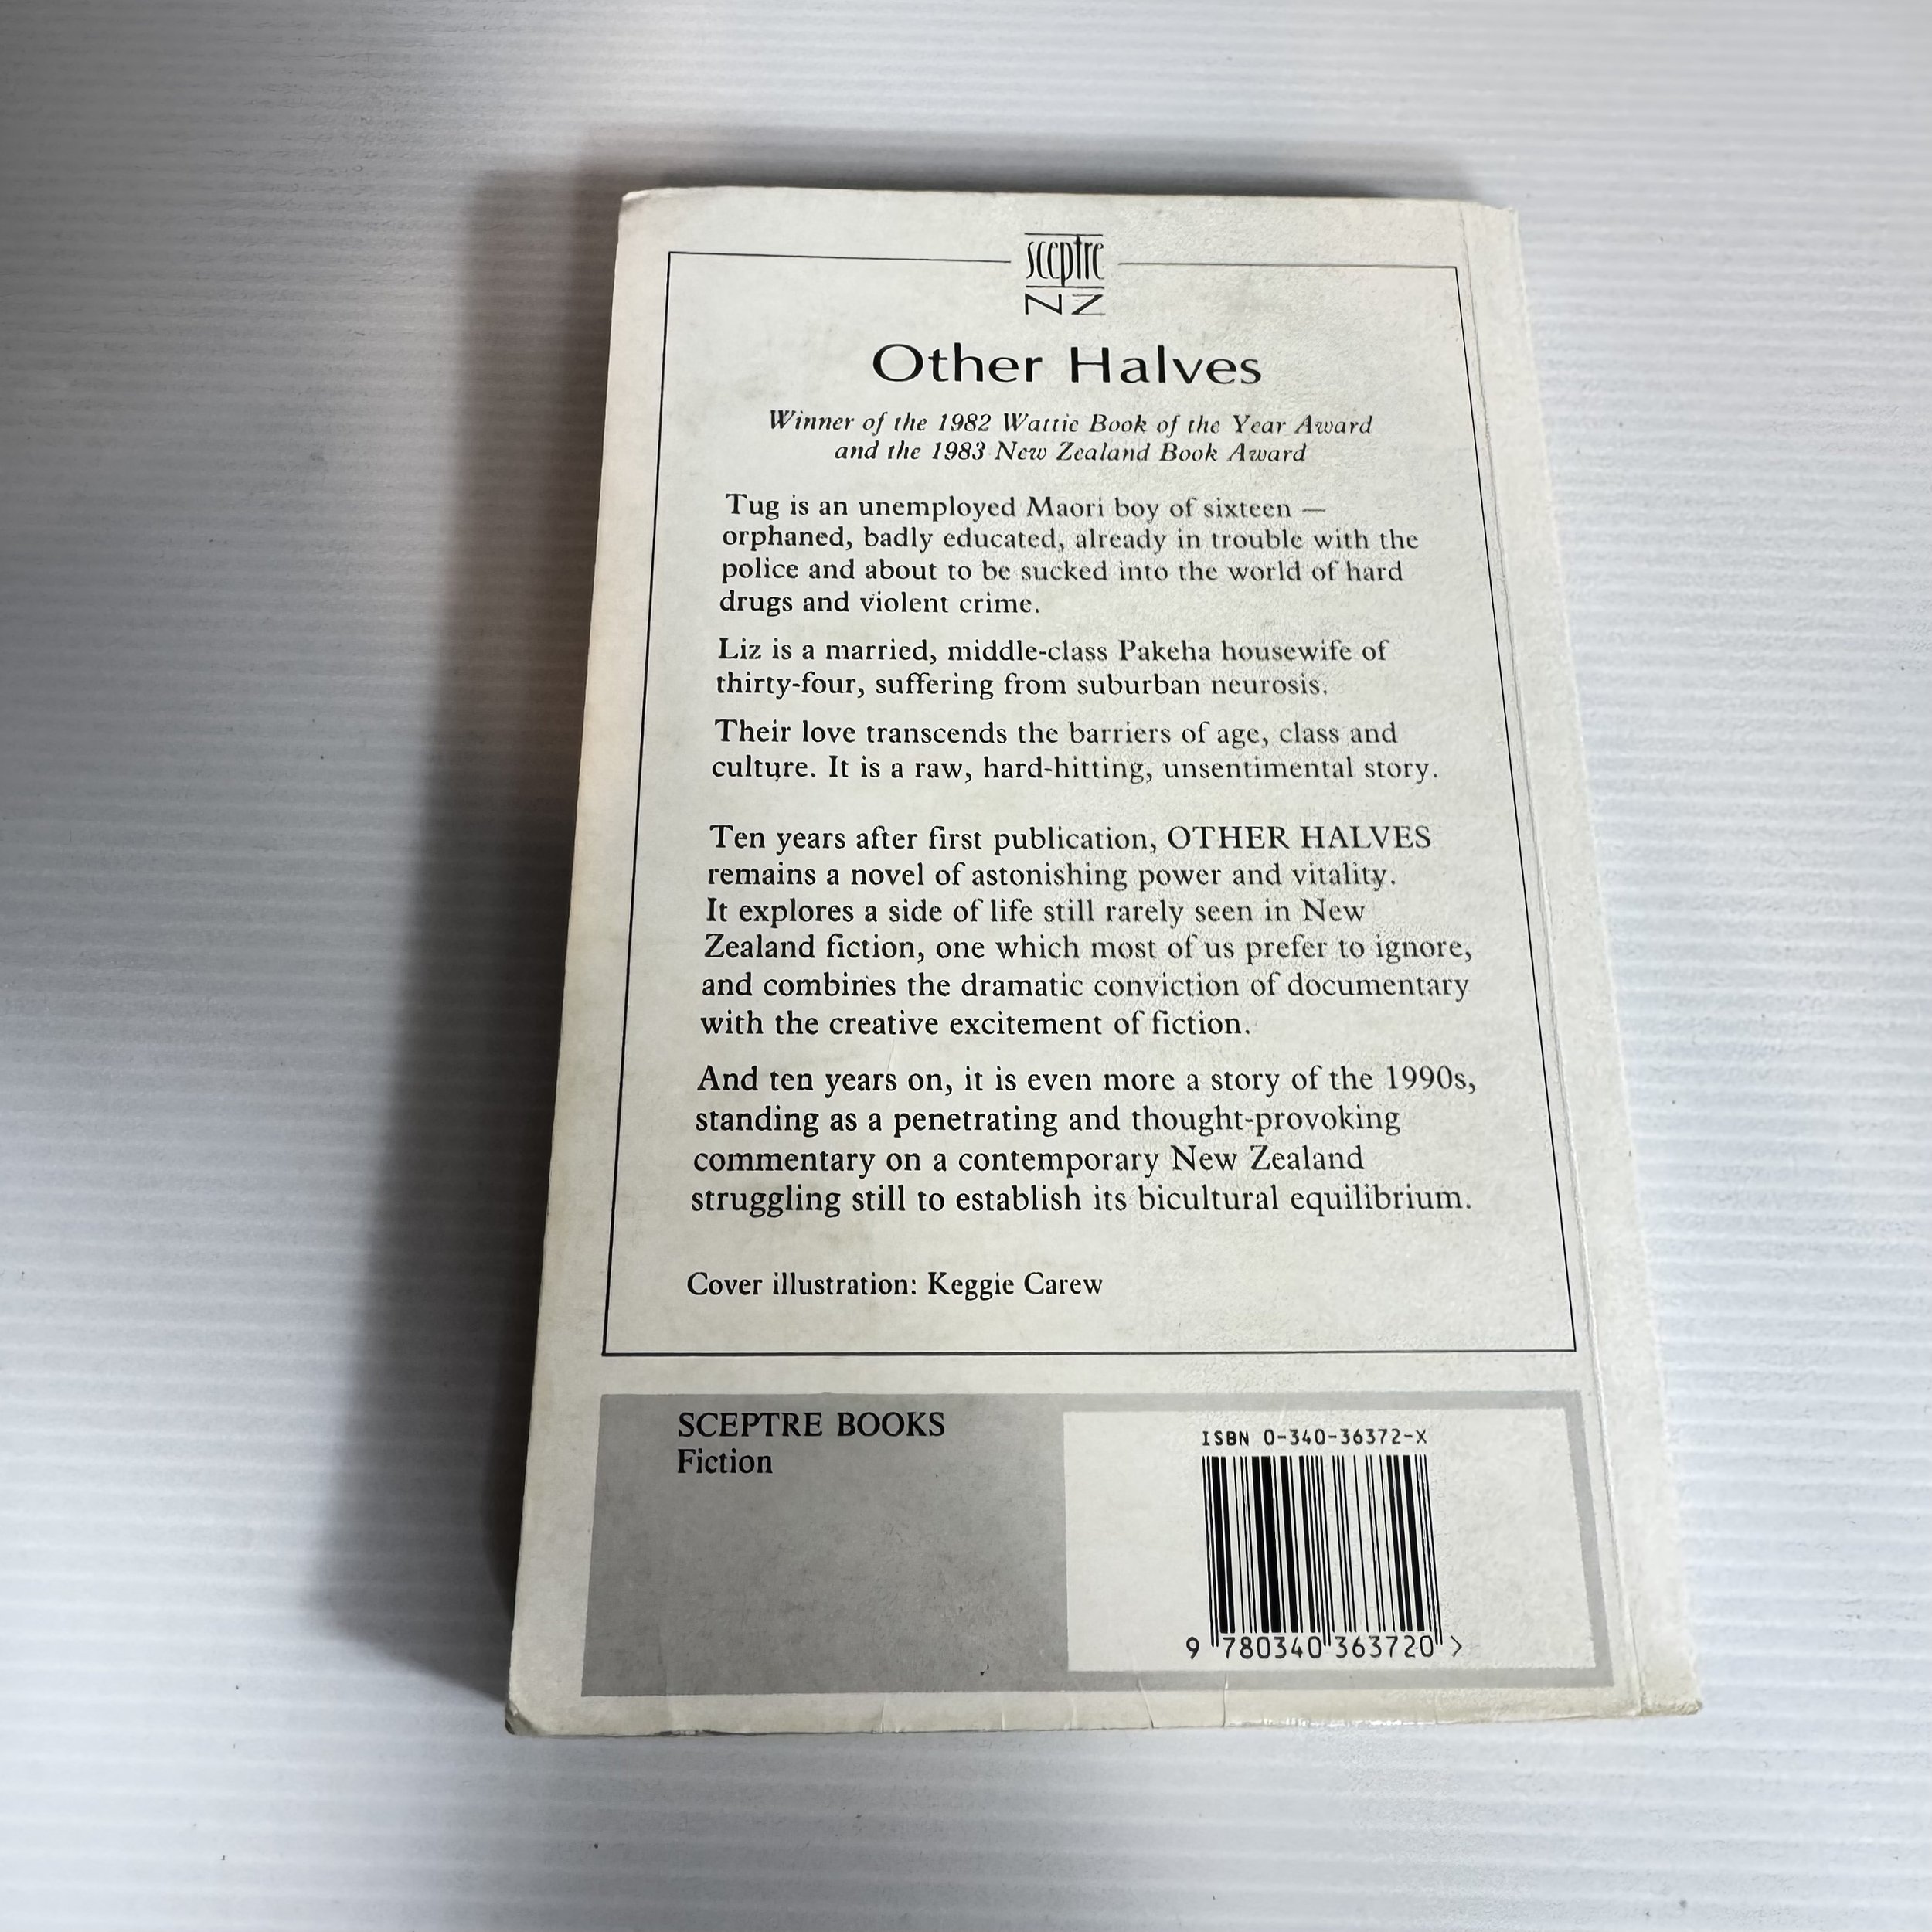 sceptre
NZ
Other Halves
Winner of the 1982 Wattie Book of the Year Award
and the 1983 New Zealand Book Award
Tug is an unemployed Maori boy of sixteen —
orphaned, badly educated, already in trouble with the
police and about to be sucked into the world of hard
drugs and violent crime.
Liz is a married, middle-class Pakeha housewife of
thirty-four, suffering from suburban neurosis.
Their love transcends the barriers of age, class and
culture. It is a raw, hard-hitting, unsentimental story.
Ten years after first publication, OTHER HALVES
remains a novel of astonishing power and vitality.
It explores a side of life still rarely seen in New
Zealand fiction, one which most of us prefer to ignore,
and combines the dramatic conviction of documentary
with the creative excitement of fiction.
And ten years on, it is even more a story of the 1990s,
standing as a penetrating and thought-provoking
commentary on a contemporary New Zealand
struggling still to establish its bicultural equilibrium.
Cover illustration: Keggie Carew
SCEPTRE BOOKS
Fiction
ISBN 0-340-36372-X
9 780340 363720 >